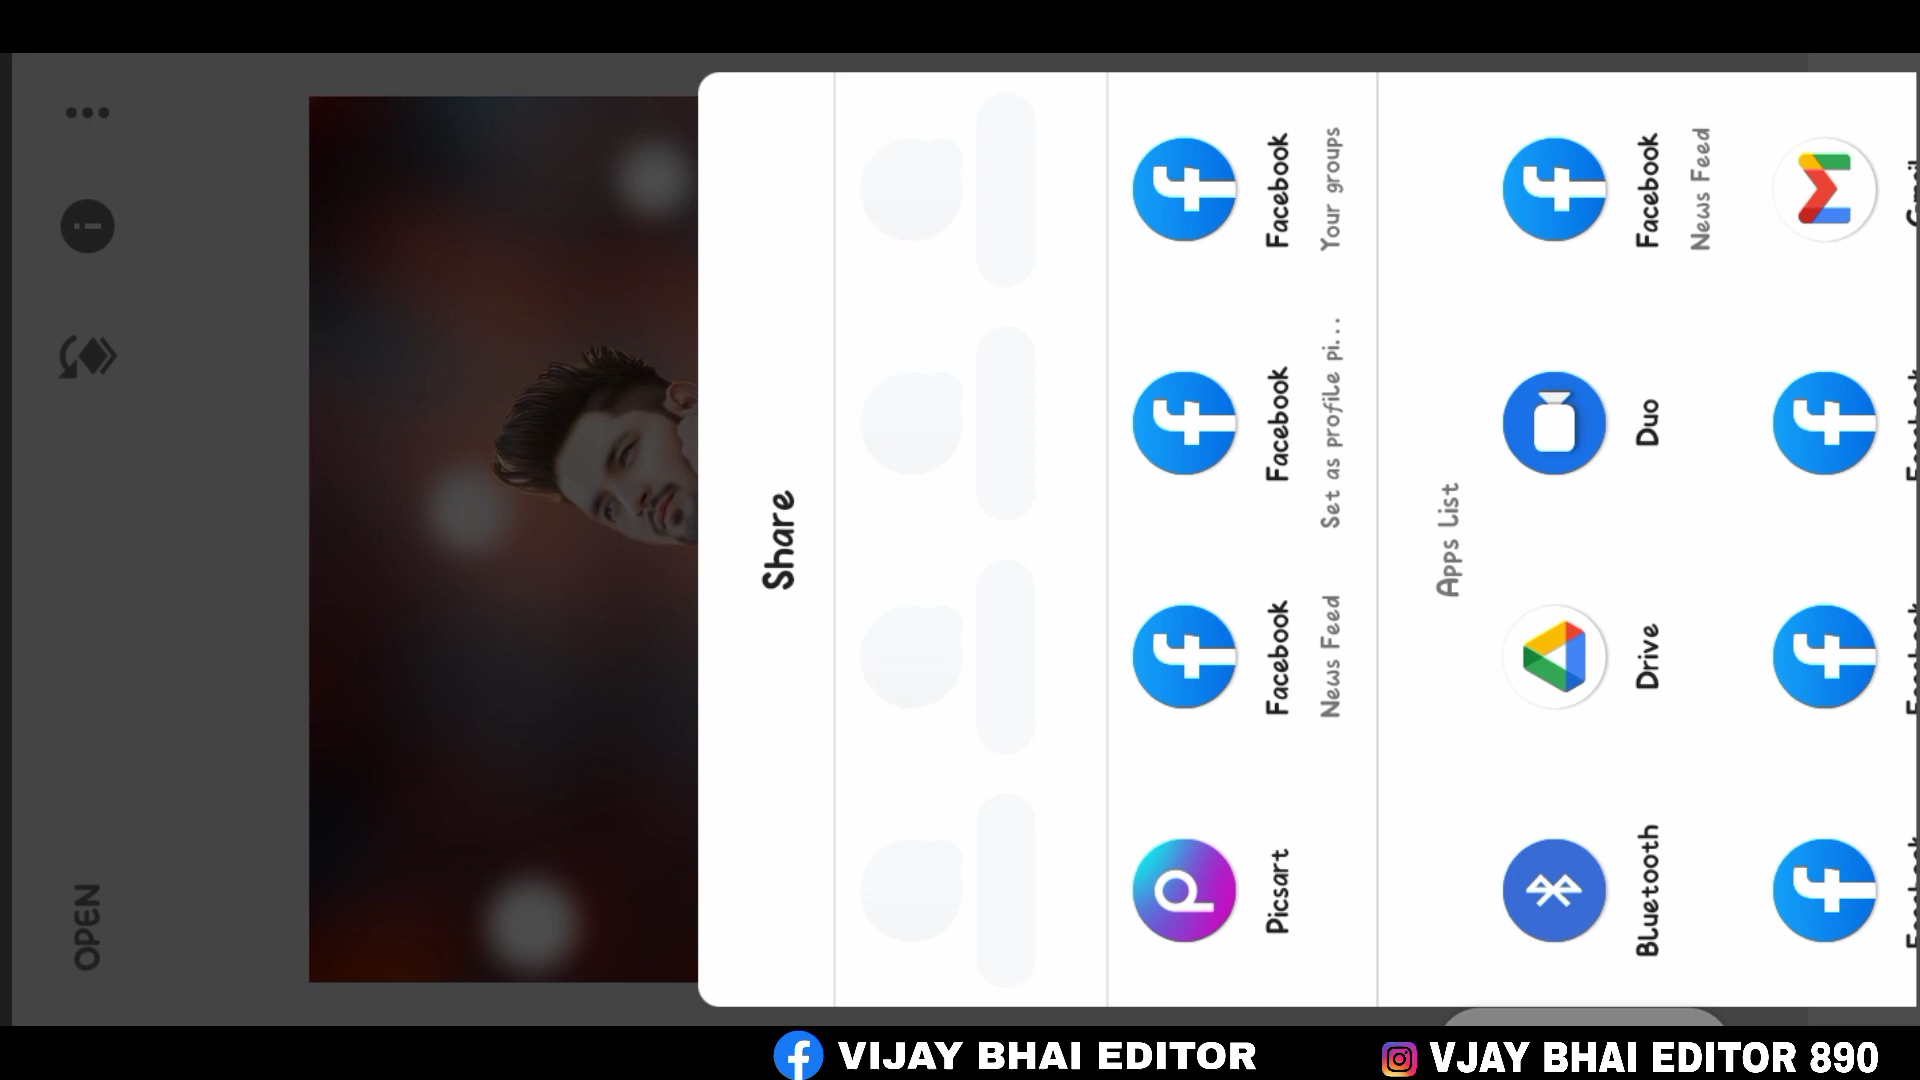 OPEN
Share
Picsart
Facebook
News Feed
Facebook
Set as profile pi...
Facebook
Your groups
Apps List
Bluetooth
Drive
Duo
Facebook
News Feed
VIJAY BHAI EDITOR
VJAY BHAI EDITOR 890